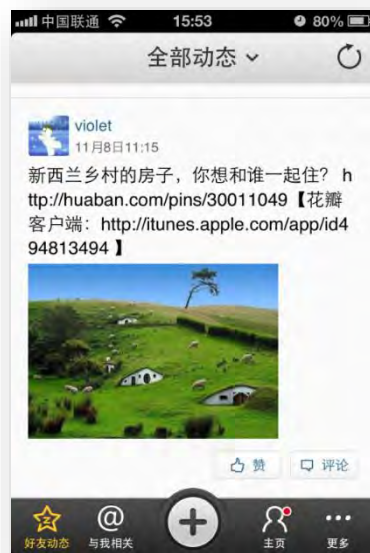 中国联通 15:53 80%
全部动态
violet
11月8日11:15
新西兰乡村的房子，你想和谁一起住？ h
ttp://huaban.com/pins/30011049【花瓣
客户端：http://itunes.apple.com/app/id4
94813494 】
赞 评论
好友动态 @ 与我相关 主页 更多